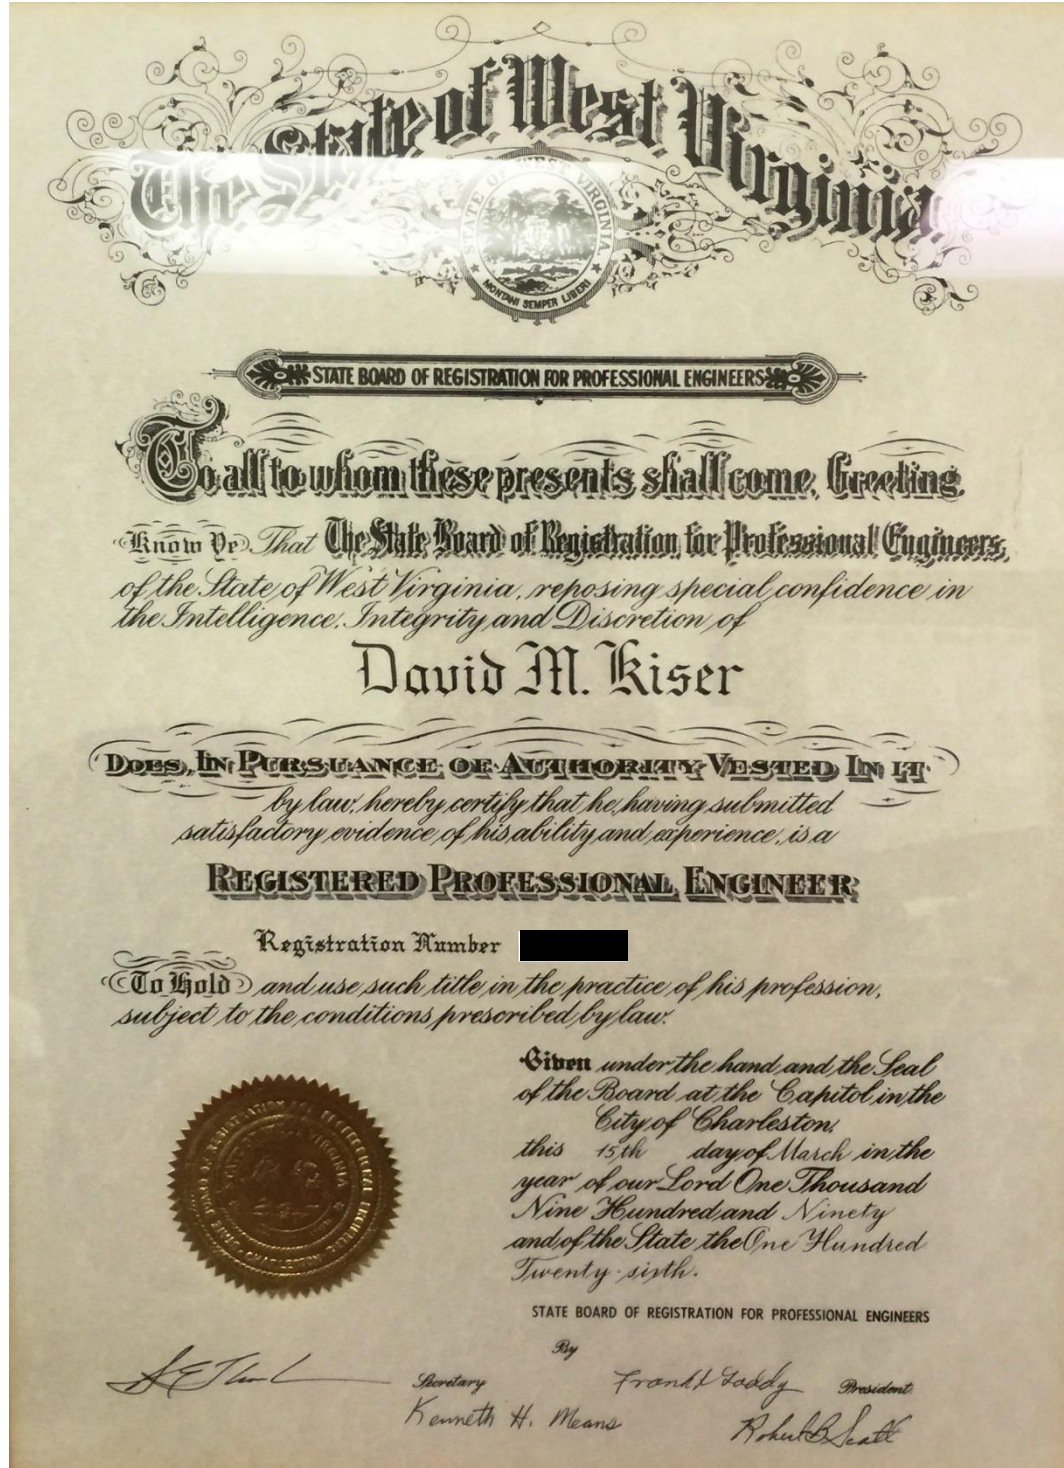 The State of West Virginia
STATE OF WEST VIRGINIA
MONTANI SEMPER LIBERI
STATE BOARD OF REGISTRATION FOR PROFESSIONAL ENGINEERS
To all to whom these presents shall come, Greeting,
Know Ye, That The State Board of Registration, for Professional Engineers,
of the State of West Virginia, reposing special confidence in
the Intelligence, Integrity and Discretion of
David M. Kiser
DOES, IN PURSUANCE OF AUTHORITY VESTED IN IT
by law, hereby certify that he, having submitted
satisfactory evidence of his ability and experience, is a
REGISTERED PROFESSIONAL ENGINEER
Registration Number
To Hold and use such title in the practice of his profession,
subject to the conditions prescribed by law.
Given under the hand and the Seal
of the Board at the Capitol in the
City of Charleston,
this 15th day of March in the
year of our Lord One Thousand
Nine Hundred and Ninety
and of the State the One Hundred
Twenty-sixth.
STATE BOARD OF REGISTRATION FOR PROFESSIONAL ENGINEERS
By
Secretary
President
Kenneth H. Means
Robert B. Scott